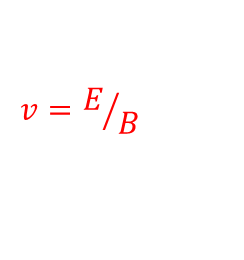 v = E/B